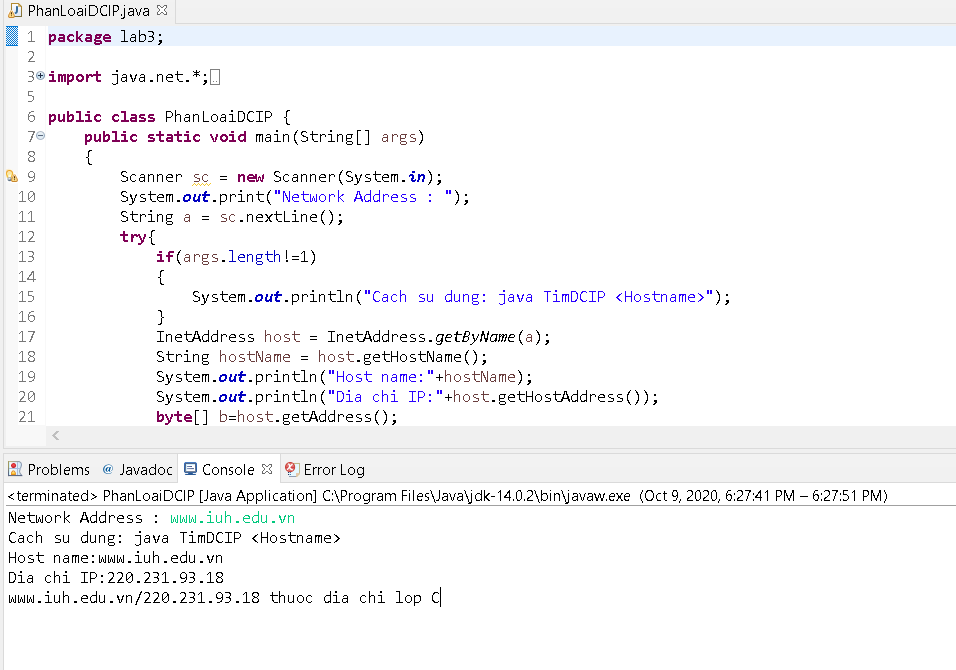 PhanLoaiDCIP.java
1 package lab3;
2
3 import java.net.*;
5
6 public class PhanLoaiDCIP {
7 public static void main(String[] args)
8 {
9 Scanner sc = new Scanner(System.in);
10 System.out.print("Network Address : ");
11 String a = sc.nextLine();
12 try{
13 if(args.length!=1)
14 {
15 System.out.println("Cach su dung: java TimDCIP <Hostname>");
16 }
17 InetAddress host = InetAddress.getByName(a);
18 String hostName = host.getHostName();
19 System.out.println("Host name:"+hostName);
20 System.out.println("Dia chi IP:"+host.getHostAddress());
21 byte[] b=host.getAddress();
Problems @ Javadoc Console Error Log
<terminated> PhanLoaiDCIP [Java Application] C:\Program Files\Java\jdk-14.0.2\bin\javaw.exe (Oct 9, 2020, 6:27:41 PM – 6:27:51 PM)
Network Address : www.iuh.edu.vn
Cach su dung: java TimDCIP <Hostname>
Host name:www.iuh.edu.vn
Dia chi IP:220.231.93.18
www.iuh.edu.vn/220.231.93.18 thuoc dia chi lop C